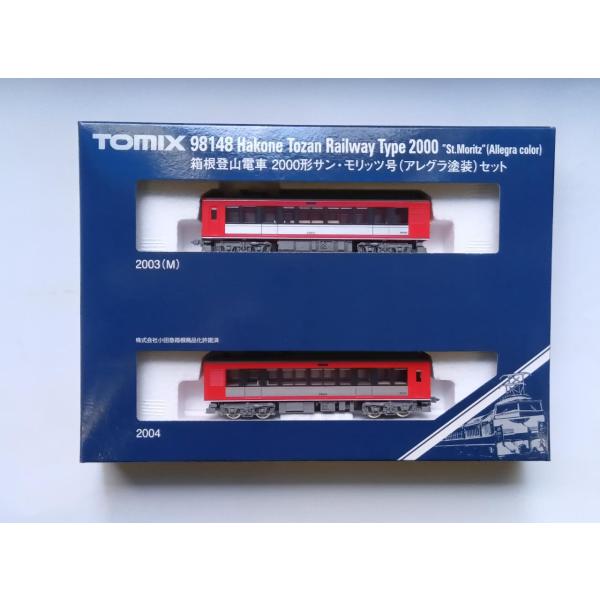 TOMIX 98148 Hakone Tozan Railway Type 2000 "St.Moritz"(Allegra color)
箱根登山電車 2000形サン・モリッツ号(アレグラ塗装)セット
2003(M)
株式会社小田急箱根商品化許諾済
2004